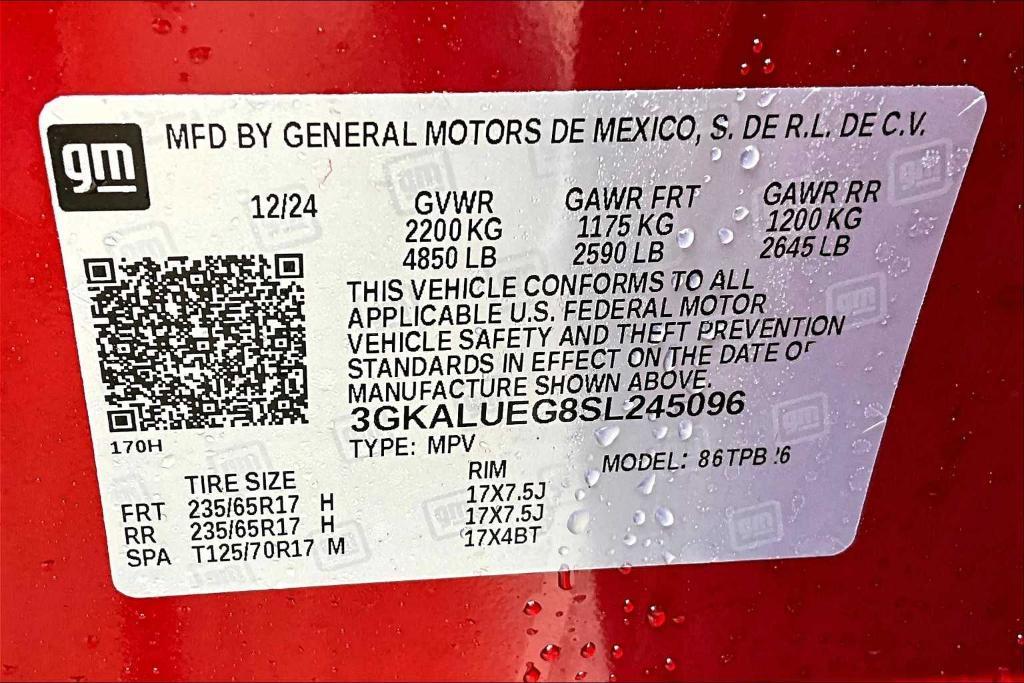 gm
MFD BY GENERAL MOTORS DE MEXICO, S. DE R.L. DE C.V.
12/24 GVWR GAWR FRT GAWR RR
2200 KG 1175 KG 1200 KG
4850 LB 2590 LB 2645 LB
THIS VEHICLE CONFORMS TO ALL
APPLICABLE U.S. FEDERAL MOTOR
VEHICLE SAFETY AND THEFT PREVENTION
STANDARDS IN EFFECT ON THE DATE OF
MANUFACTURE SHOWN ABOVE.
3GKALUEG8SL245096
170H
TYPE: MPV
MODEL:
TIRE SIZE RIM
FRT 235/65R17 H 17X7.5J
RR 235/65R17 H 17X7.5J
SPA T125/70R17 M 17X4BT